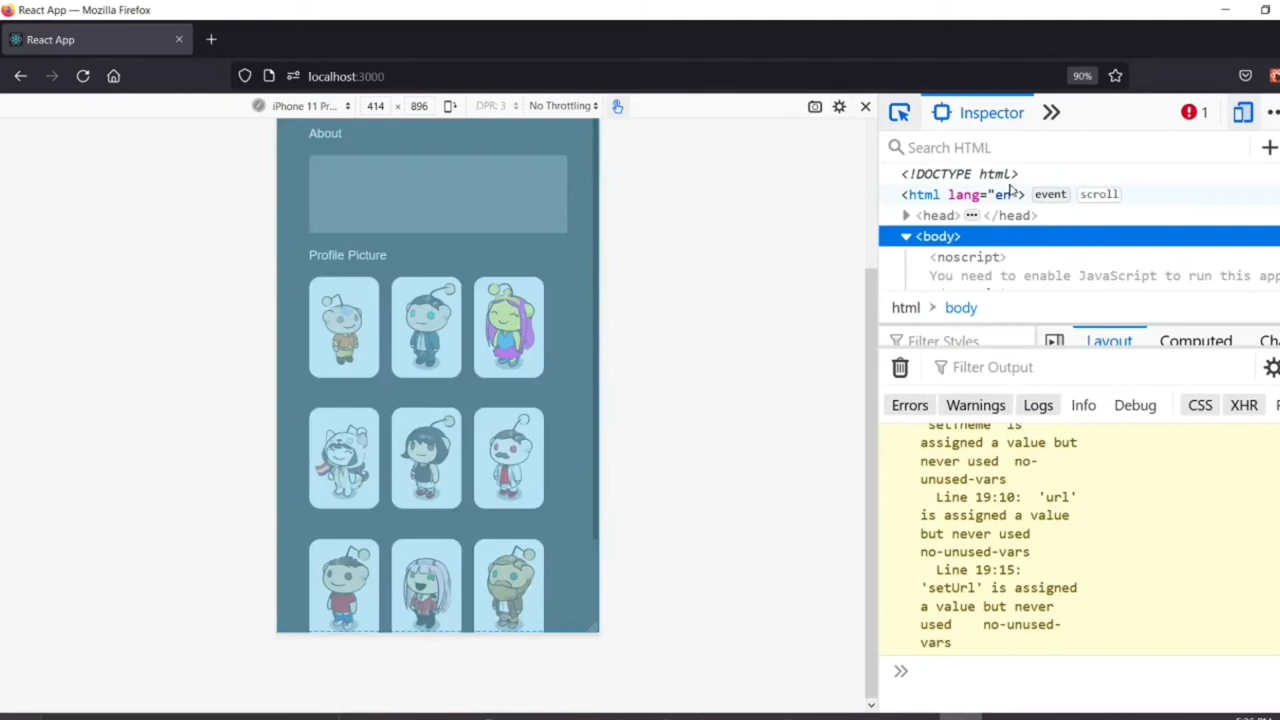 React App — Mozilla Firefox
React App
localhost:3000
90%
iPhone 11 Pr...
414 × 896
DPR: 3
No Throttling
Inspector
1
About
Search HTML
<!DOCTYPE html>
<html lang="en"> event scroll
<head> ••• </head>
<body>
<noscript>
You need to enable JavaScript to run this app
Profile Picture
html > body
Filter Styles
Layout
Computed
Filter Output
Errors Warnings Logs Info Debug CSS XHR
'setTheme' is
assigned a value but
never used no-
unused-vars
Line 19:10: 'url'
is assigned a value
but never used
no-unused-vars
Line 19:15:
'setUrl' is assigned
a value but never
used no-unused-
vars